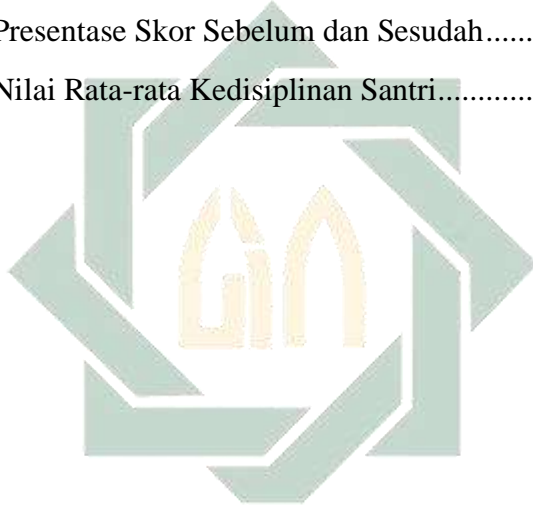 Presentase Skor Sebelum dan Sesudah.......
Nilai Rata-rata Kedisiplinan Santri............